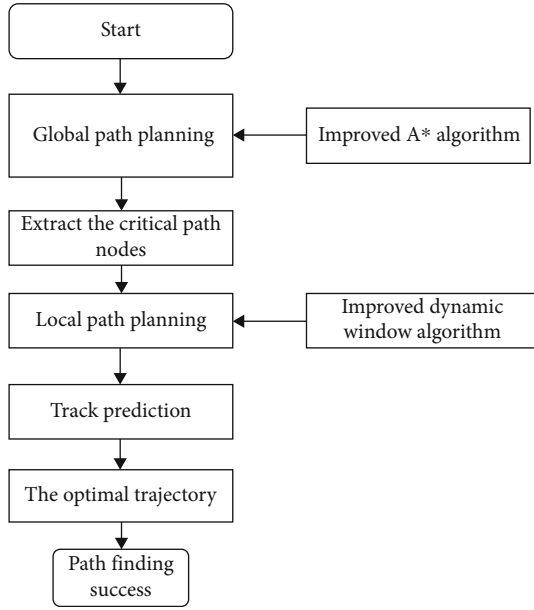 Start
Global path planning
Improved A* algorithm
Extract the critical path
nodes
Local path planning
Improved dynamic
window algorithm
Track prediction
The optimal trajectory
Path finding
success